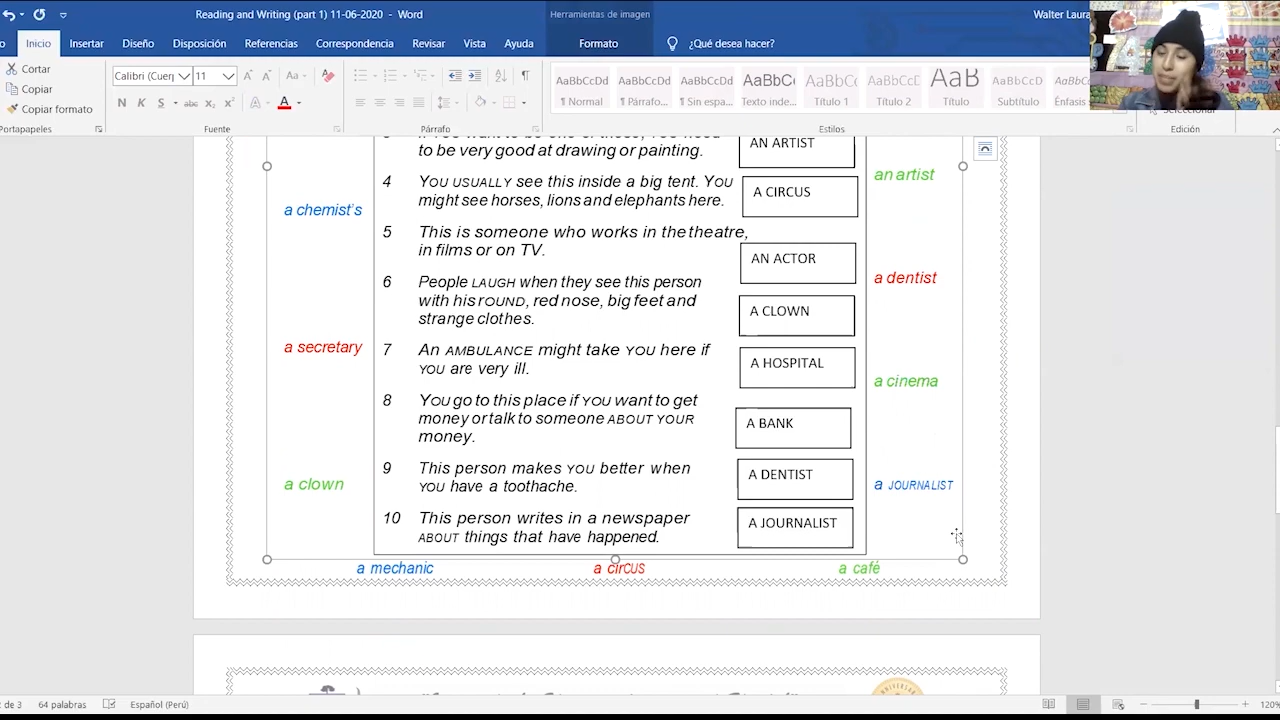 Reading and Writing (part 1) 11-06-2020 - Word
Herramientas de imagen
Walter Laura
Inicio
Insertar
Diseño
Disposición
Referencias
Correspondencia
Revisar
Vista
Ayuda
Formato
¿Qué desea hacer
Cortar
Copiar
Copiar formato
Portapapeles
Calibri (Cuerp
11
Fuente
Párrafo
AaBbCcDd
¶ Normal
AaBbCcDd
¶ Párrafo...
AaBbCcDd
¶ Sin espa...
AaBbC
Texto inde...
AaBbCc
Título 1
AaBbCcD
Título 2
AaB
Título
AaBbCcD
Subtítulo
AaBbCcDd
Énfasis
Estilos
Seleccionar
Edición
to be very good at drawing or painting.
AN ARTIST
an artist
4 YOU USUALLY see this inside a big tent. YOU
might see horses, lions and elephants here.
A CIRCUS
a chemist's
5 This is someone who works in the theatre,
in films or on TV.
AN ACTOR
a dentist
6 People LAUGH when they see this person
with his ROUND, red nose, big feet and
strange clothes.
A CLOWN
a secretary
7 An AMBULANCE might take YOU here if
YOU are very ill.
A HOSPITAL
a cinema
8 YOU go to this place if YOU want to get
money or talk to someone ABOUT YOUR
money.
A BANK
9 This person makes YOU better when
YOU have a toothache.
A DENTIST
a clown
a JOURNALIST
10 This person writes in a newspaper
ABOUT things that have happened.
A JOURNALIST
a mechanic
a cirCUS
a café
de 3
64 palabras
Español (Perú)
120%